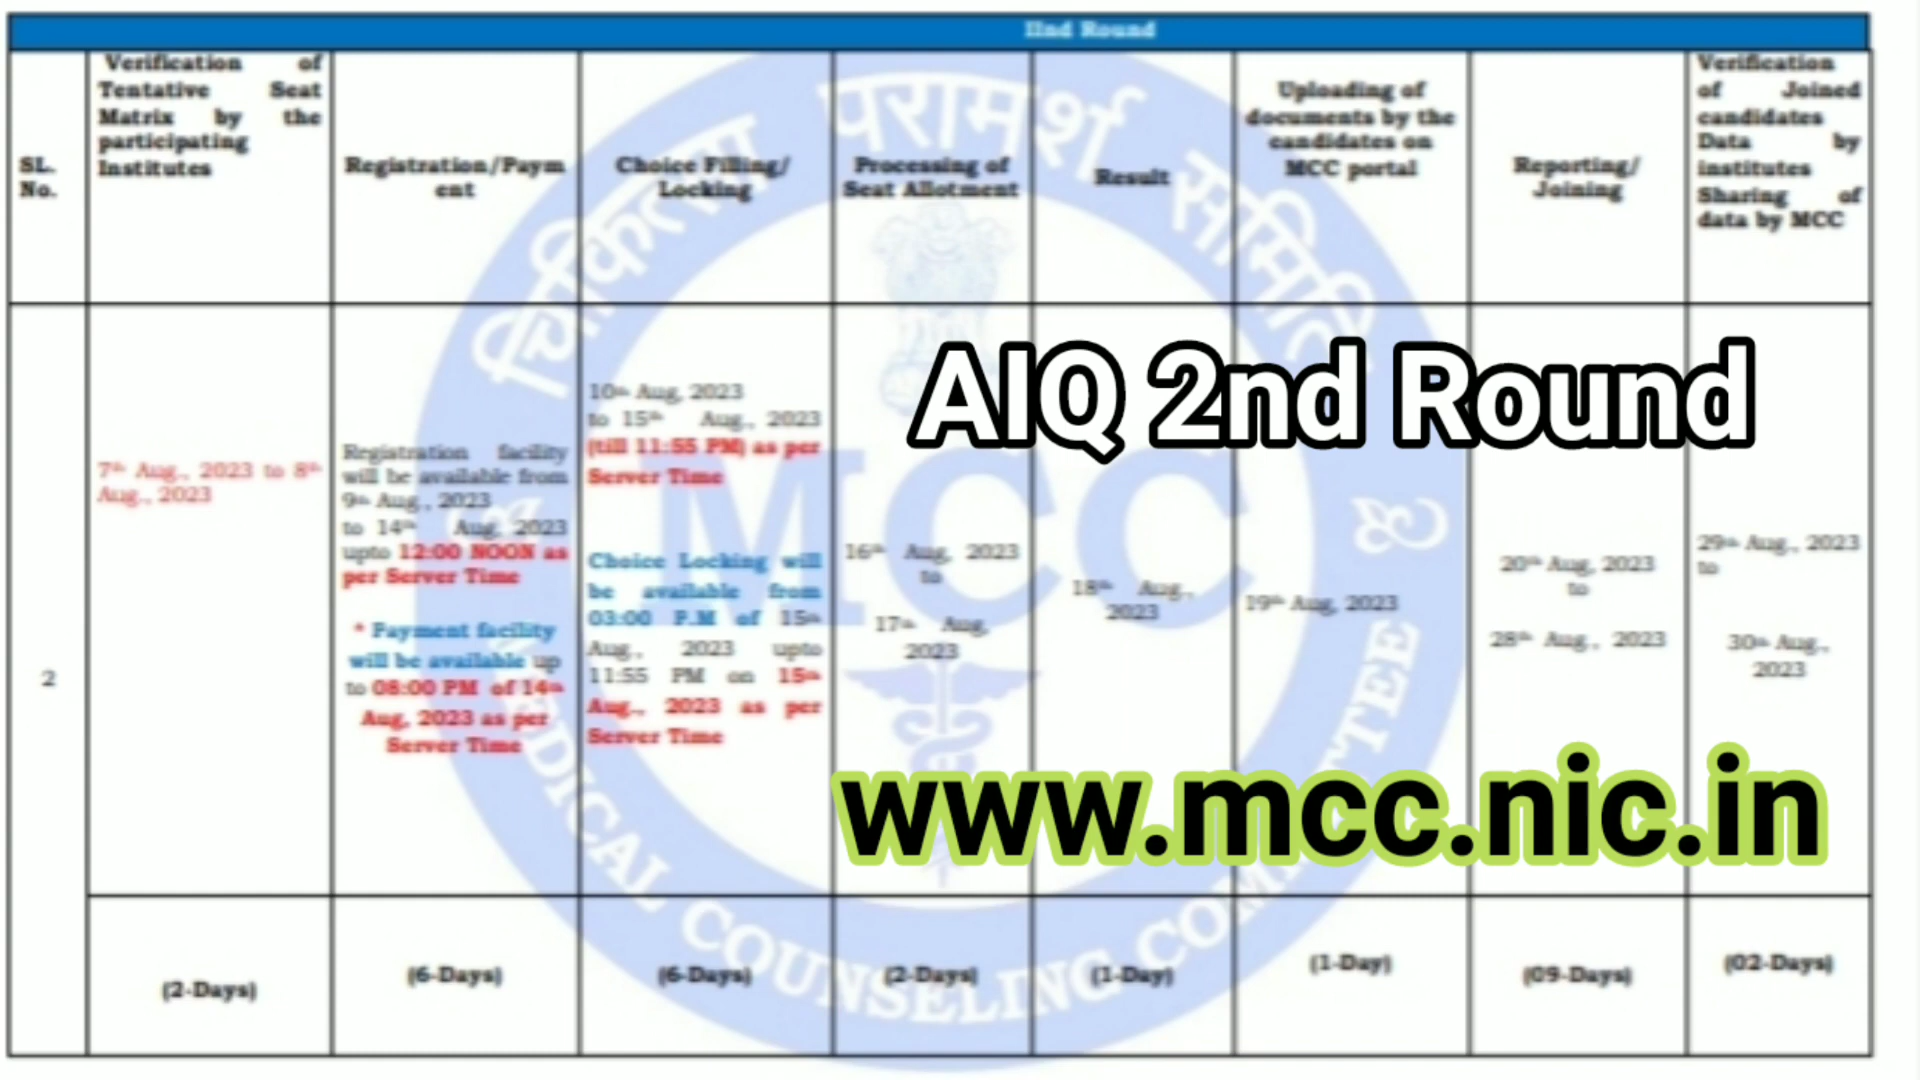 IInd Round
SL.
No.
Verification of
Tentative Seat
Matrix by the
participating
Institutes
Registration/Paym
ent
Choice Filling/
Locking
Processing of
Seat Allotment
Result
Uploading of
documents by the
candidates on
MCC portal
Reporting/
Joining
Verification
of Joined
candidates
Data by
institutes
Sharing of
data by MCC
2
7th Aug., 2023 to 8th
Aug., 2023
Registration facility
will be available from
9th Aug., 2023
to 14th Aug, 2023
upto 12:00 NOON as
per Server Time
* Payment facility
will be available up
to 08:00 PM of 14th
Aug, 2023 as per
Server Time
10th Aug, 2023
to 15th Aug., 2023
(till 11:55 PM) as per
Server Time
Choice Locking will
be available from
03:00 P.M of 15th
Aug., 2023 upto
11:55 PM on 15th
Aug., 2023 as per
Server Time
16th Aug, 2023
to
17th Aug,
2023
18th Aug.,
2023
19th Aug, 2023
20th Aug, 2023
to
28th Aug., 2023
29th Aug., 2023
to
30th Aug.,
2023
(2-Days)
(6-Days)
(6-Days)
(2-Days)
(1-Day)
(1-Day)
(09-Days)
(02-Days)
AIQ 2nd Round
www.mcc.nic.in
चिकित्सा परामर्श समिति
MCC
MEDICAL COUNSELING COMMITTEE